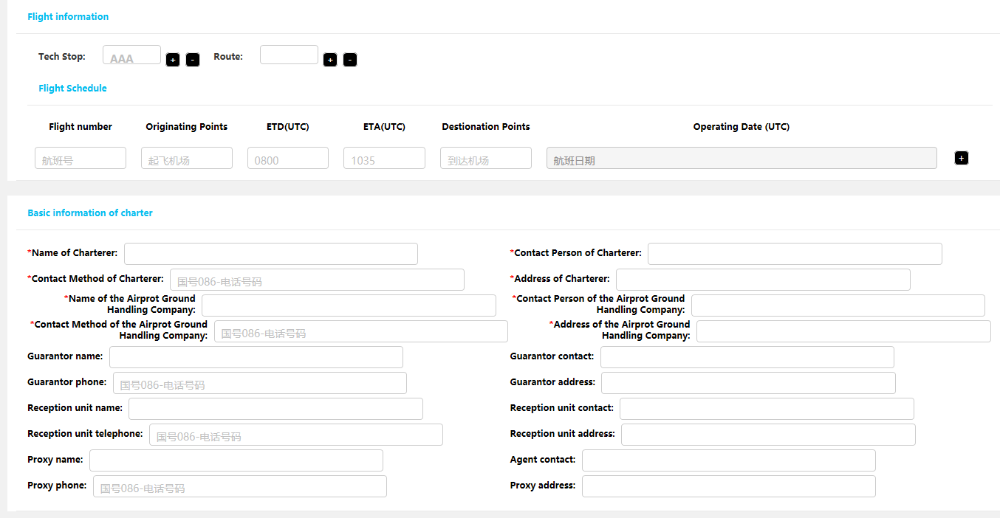 Flight information
Tech Stop: AAA + - Route: + -
Flight Schedule
Flight number Originating Points ETD(UTC) ETA(UTC) Destionation Points Operating Date (UTC)
航班号 起飞机场 0800 1035 到达机场 航班日期 +
Basic information of charter
*Name of Charterer: *Contact Person of Charterer:
*Contact Method of Charterer: 国号086-电话号码 *Address of Charterer:
*Name of the Airprot Ground
Handling Company:
*Contact Person of the Airprot Ground
Handling Company:
*Contact Method of the Airprot Ground
Handling Company: 国号086-电话号码
*Address of the Airprot Ground
Handling Company:
Guarantor name: Guarantor contact:
Guarantor phone: 国号086-电话号码 Guarantor address:
Reception unit name: Reception unit contact:
Reception unit telephone: 国号086-电话号码 Reception unit address:
Proxy name: Agent contact:
Proxy phone: 国号086-电话号码 Proxy address: